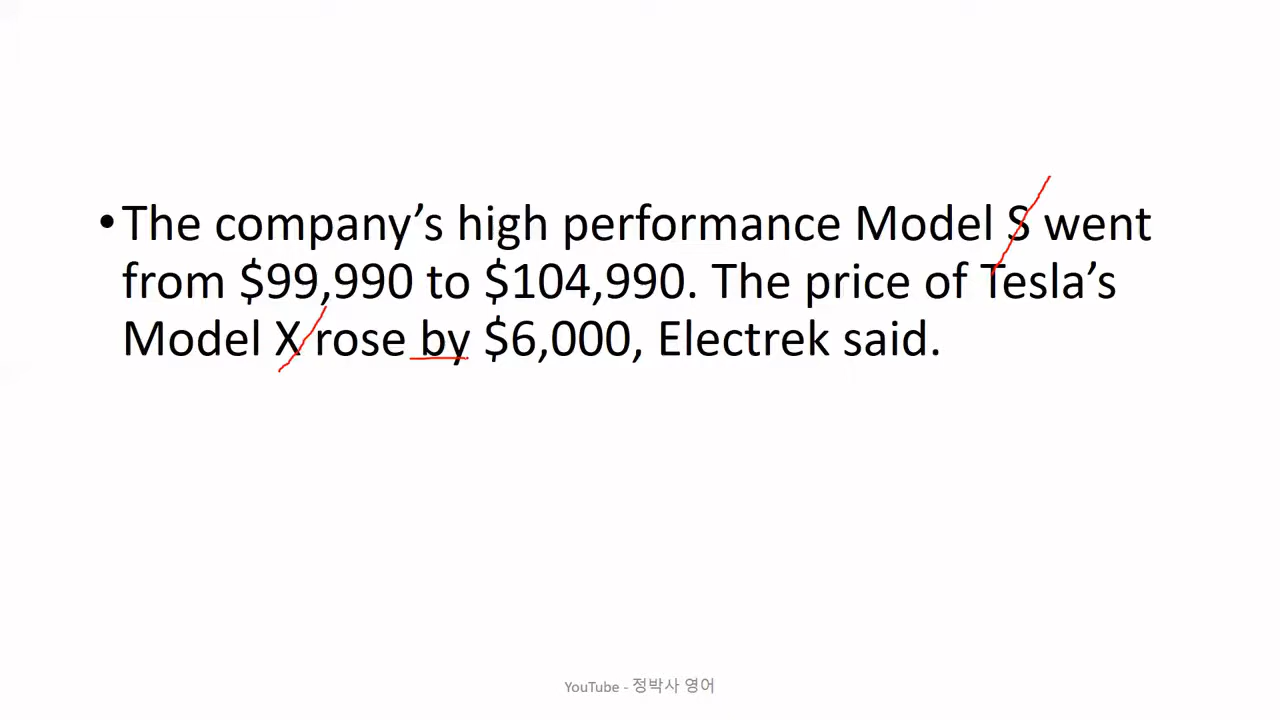 •The company’s high performance Model S went
from $99,990 to $104,990. The price of Tesla’s
Model X rose by $6,000, Electrek said.
YouTube - 정박사 영어